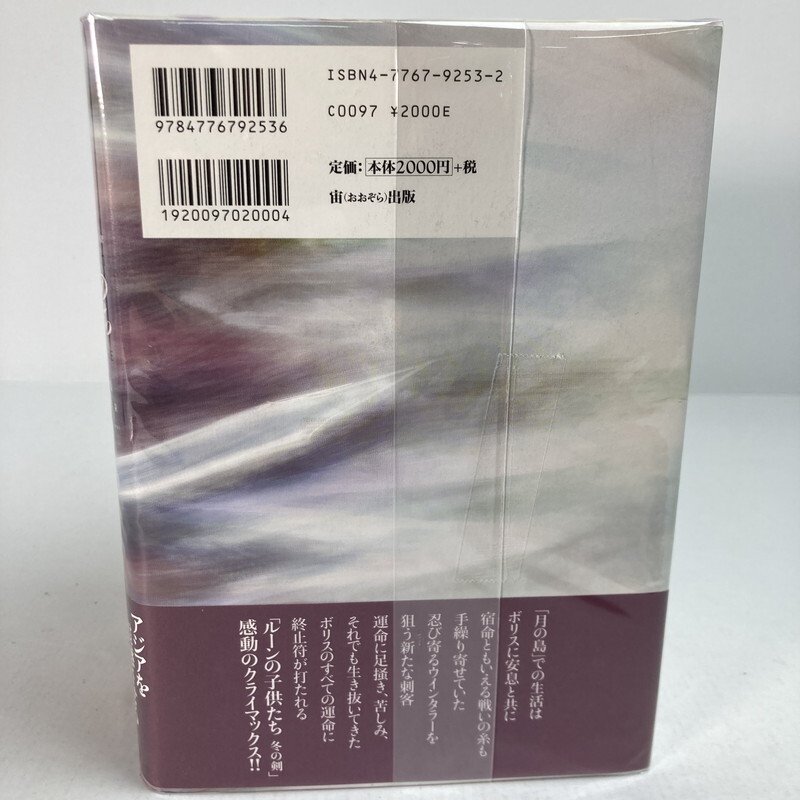 ISBN4-7767-9253-2
C0097 ¥2000E
9784776792536
定価：本体2000円+税
宙（おおぞら）出版
1920097020004
「月の島」での生活は
ボリスに安息と共に
宿命ともいえる戦いの糸も
手繰り寄せていた
忍び寄るウインタラーを
狙う新たな刺客
運命に足掻き、苦しみ、
それでも生き抜いてきた
ボリスのすべての運命に
終止符が打たれる
「ルーンの子供たち 冬の剣」
感動のクライマックス!!
アジアを